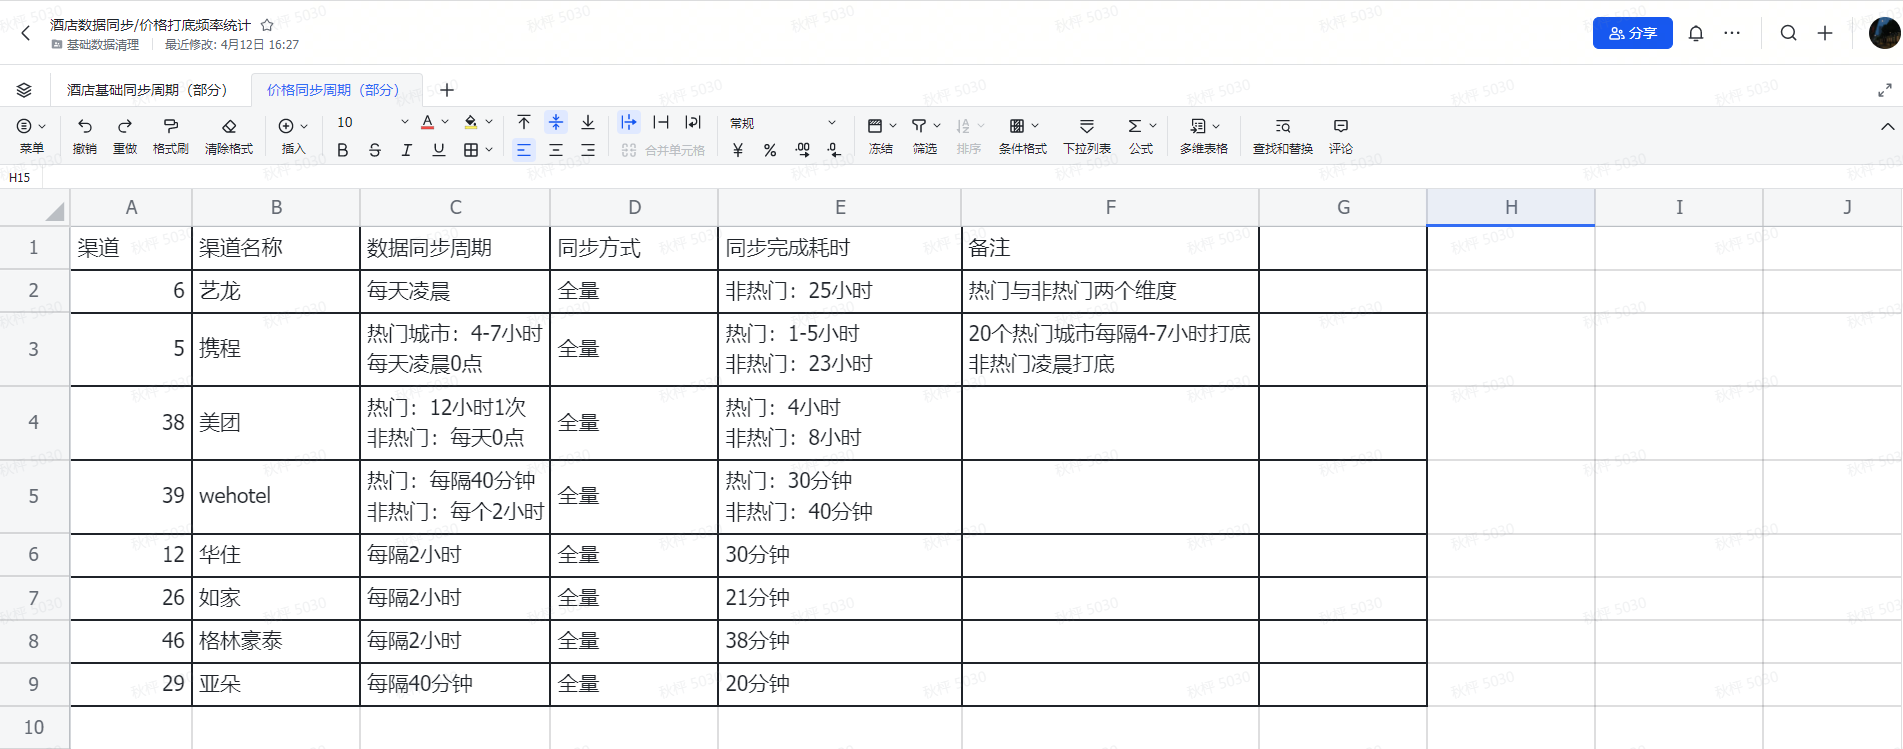 酒店数据同步/价格打底频率统计
基础数据清理 最近修改: 4月12日 16:27
分享
酒店基础同步周期（部分） 价格同步周期（部分）
菜单 撤销 重做 格式刷 清除格式 插入 10 A B S I U 合并单元格 常规 ¥ % .00 .0 冻结 筛选 排序 条件格式 下拉列表 公式 多维表格 查找和替换 评论
H15
A B C D E F G H I J
1 渠道 渠道名称 数据同步周期 同步方式 同步完成耗时 备注
2 6 艺龙 每天凌晨 全量 非热门：25小时 热门与非热门两个维度
3 5 携程 热门城市：4-7小时 全量 热门：1-5小时 20个热门城市每隔4-7小时打底
每天凌晨0点 非热门：23小时 非热门凌晨打底
4 38 美团 热门：12小时1次 全量 热门：4小时
非热门：每天0点 非热门：8小时
5 39 wehotel 热门：每隔40分钟 全量 热门：30分钟
非热门：每个2小时 非热门：40分钟
6 12 华住 每隔2小时 全量 30分钟
7 26 如家 每隔2小时 全量 21分钟
8 46 格林豪泰 每隔2小时 全量 38分钟
9 29 亚朵 每隔40分钟 全量 20分钟
10
秋桦 5030